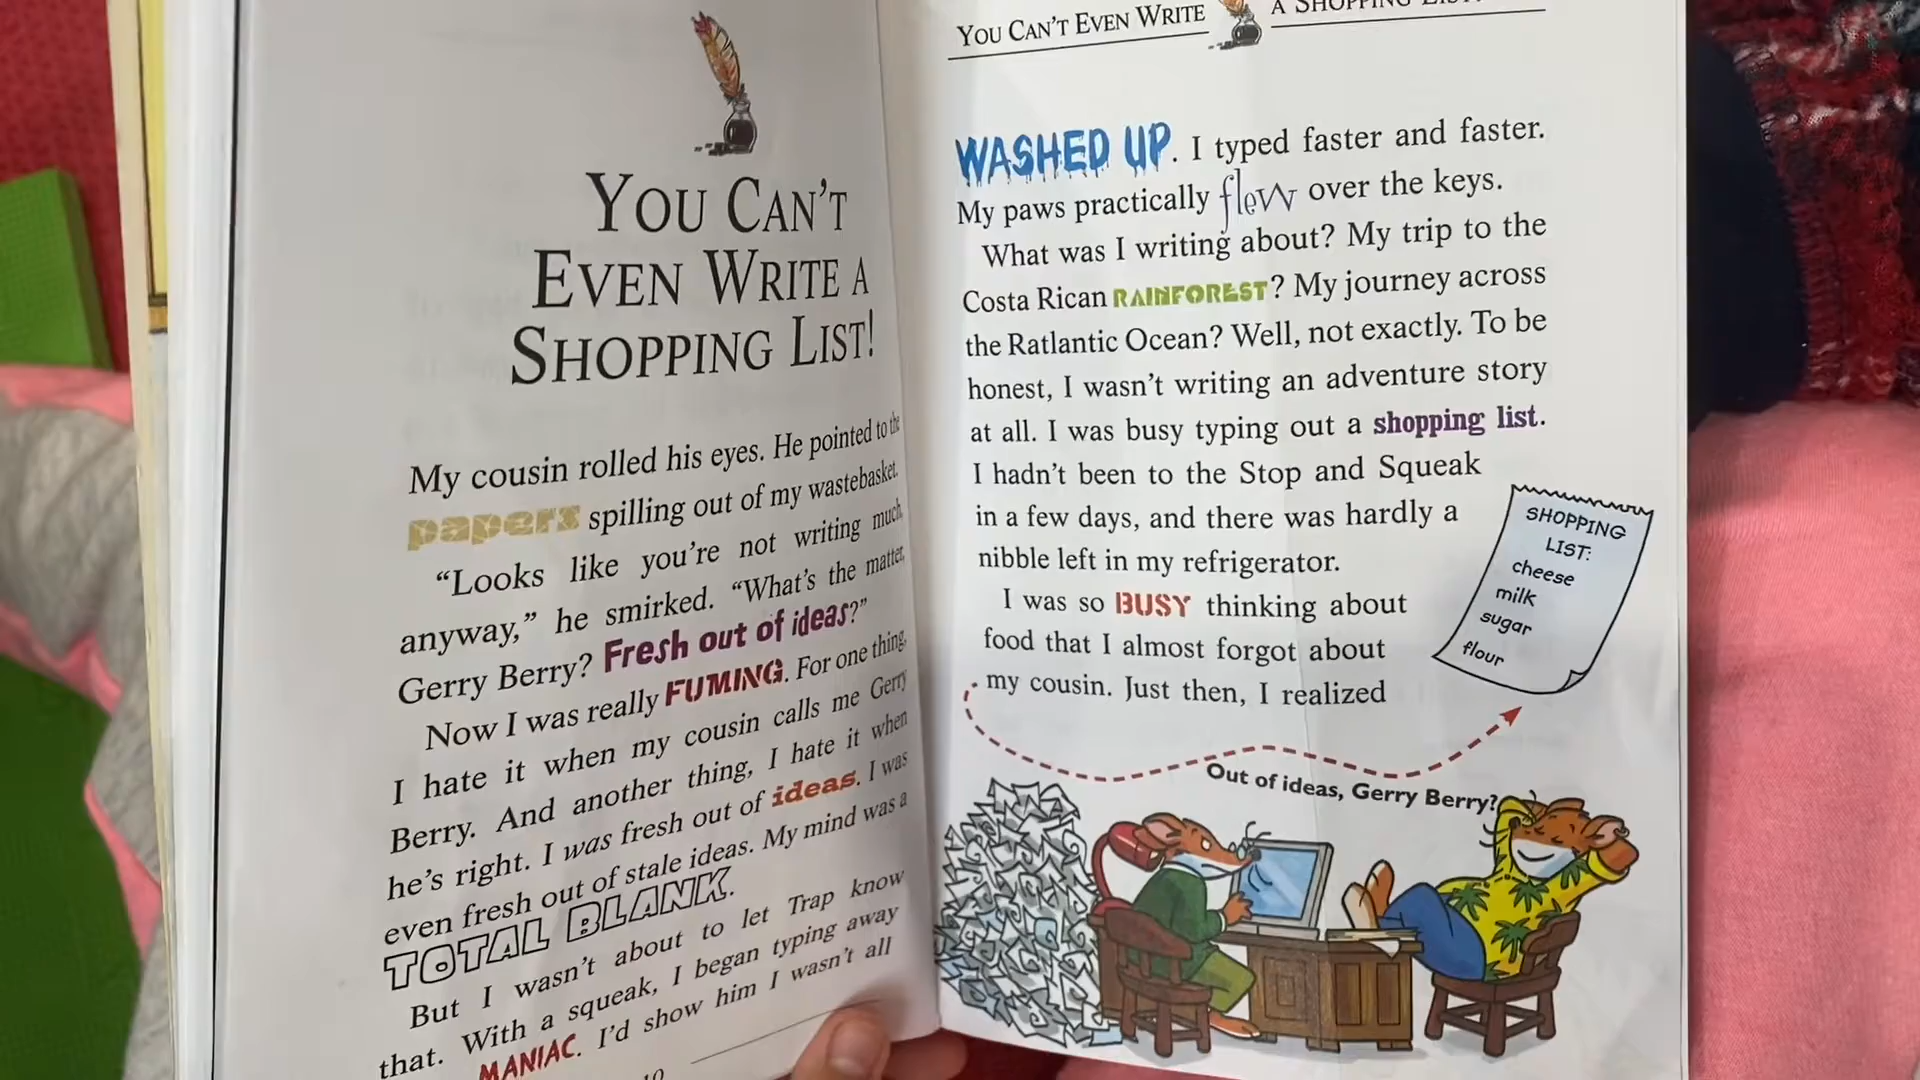 YOU CAN'T
EVEN WRITE A
SHOPPING LIST!
My cousin rolled his eyes. He pointed to the
papers spilling out of my wastebasket.
“Looks like you’re not writing much,
anyway,” he smirked. “What’s the matter,
Gerry Berry? Fresh out of ideas?”
Now I was really FUMING. For one thing,
I hate it when my cousin calls me Gerry
Berry. And another thing, I hate it when
he’s right. I was fresh out of ideas. I was
even fresh out of stale ideas. My mind was a
TOTAL BLANK.
But I wasn’t about to let Trap know
that. With a squeak, I began typing away
MANIAC. I’d show him I wasn’t all
10
YOU CAN'T EVEN WRITE A SHOPPING
WASHED UP. I typed faster and faster.
My paws practically flew over the keys.
What was I writing about? My trip to the
Costa Rican RAINFOREST? My journey across
the Ratlantic Ocean? Well, not exactly. To be
honest, I wasn’t writing an adventure story
at all. I was busy typing out a shopping list.
I hadn’t been to the Stop and Squeak
in a few days, and there was hardly a
nibble left in my refrigerator.
I was so BUSY thinking about
food that I almost forgot about
my cousin. Just then, I realized
SHOPPING
LIST:
cheese
milk
sugar
flour
Out of ideas, Gerry Berry?